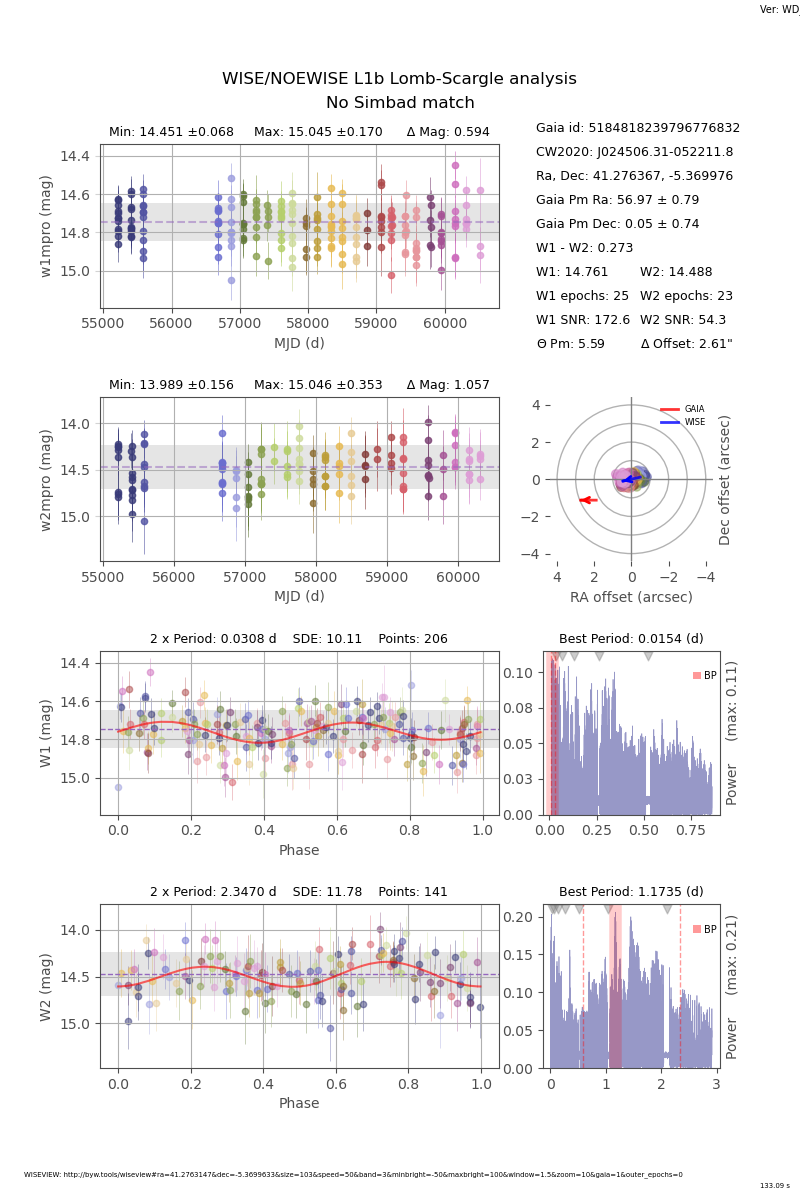 Ver: WD_
WISE/NOEWISE L1b Lomb-Scargle analysis
No Simbad match
Min: 14.451 ±0.068 Max: 15.045 ±0.170 Δ Mag: 0.594
14.4
14.6
14.8
15.0
w1mpro (mag)
55000 56000 57000 58000 59000 60000
MJD (d)
Gaia id: 5184818239796776832
CW2020: J024506.31-052211.8
Ra, Dec: 41.276367, -5.369976
Gaia Pm Ra: 56.97 ± 0.79
Gaia Pm Dec: 0.05 ± 0.74
W1 - W2: 0.273
W1: 14.761 W2: 14.488
W1 epochs: 25 W2 epochs: 23
W1 SNR: 172.6 W2 SNR: 54.3
Θ Pm: 5.59 Δ Offset: 2.61"
Min: 13.989 ±0.156 Max: 15.046 ±0.353 Δ Mag: 1.057
14.0
14.5
15.0
w2mpro (mag)
55000 56000 57000 58000 59000 60000
MJD (d)
GAIA
WISE
4
2
0
−2
−4
4 2 0 −2 −4
RA offset (arcsec)
Dec offset (arcsec)
2 x Period: 0.0308 d SDE: 10.11 Points: 206
14.4
14.6
14.8
15.0
W1 (mag)
0.0 0.2 0.4 0.6 0.8 1.0
Phase
Best Period: 0.0154 (d)
BP
0.10
0.08
0.05
0.03
0.00
0.00 0.25 0.50 0.75
Power (max: 0.11)
2 x Period: 2.3470 d SDE: 11.78 Points: 141
14.0
14.5
15.0
W2 (mag)
0.0 0.2 0.4 0.6 0.8 1.0
Phase
Best Period: 1.1735 (d)
BP
0.20
0.15
0.10
0.05
0.00
0 1 2 3
Power (max: 0.21)
WISEVIEW: http://byw.tools/wiseview#ra=41.2763147&dec=-5.3699633&size=103&speed=50&band=3&minbright=-50&maxbright=100&window=1.5&zoom=10&gaia=1&outer_epochs=0
133.09 s